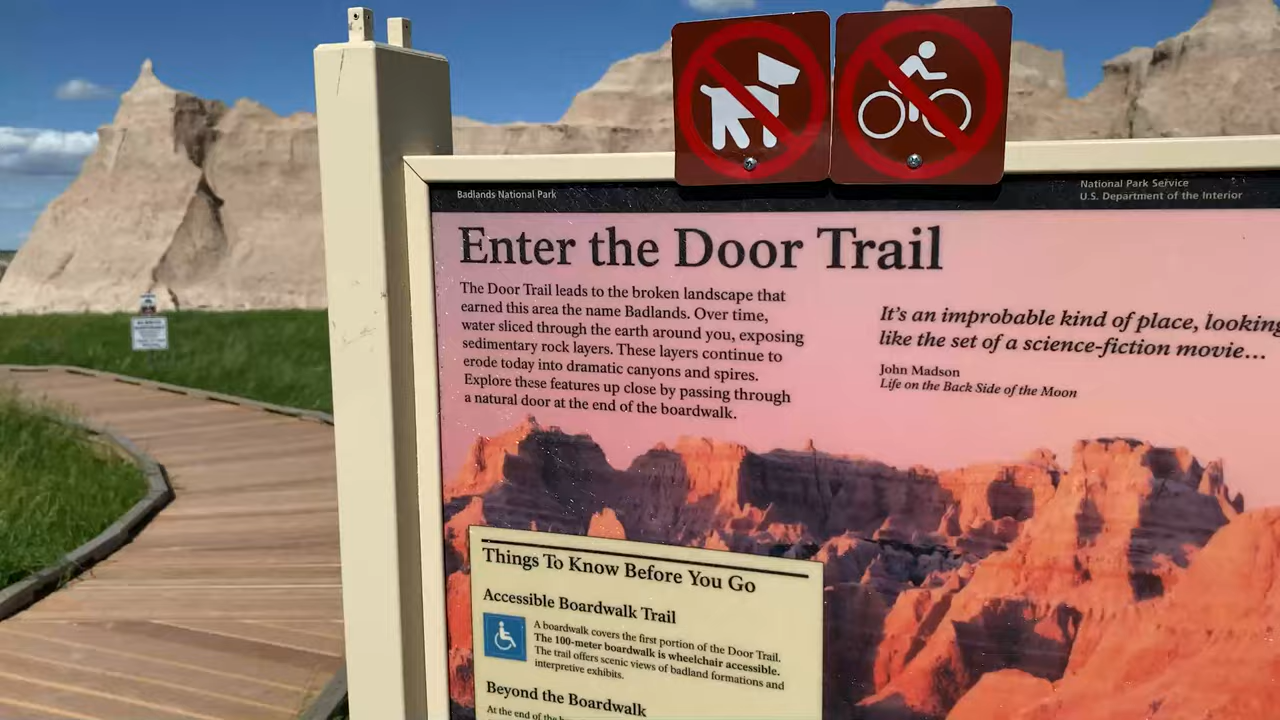 Badlands National Park
National Park Service
U.S. Department of the Interior
Enter the Door Trail
The Door Trail leads to the broken landscape that
earned this area the name Badlands. Over time,
water sliced through the earth around you, exposing
sedimentary rock layers. These layers continue to
erode today into dramatic canyons and spires.
Explore these features up close by passing through
a natural door at the end of the boardwalk.
It's an improbable kind of place, looking
like the set of a science-fiction movie…
John Madson
Life on the Back Side of the Moon
Things To Know Before You Go
Accessible Boardwalk Trail
A boardwalk covers the first portion of the Door Trail.
The 100-meter boardwalk is wheelchair accessible.
The trail offers scenic views of badland formations and
interpretive exhibits.
Beyond the Boardwalk
At the end of the